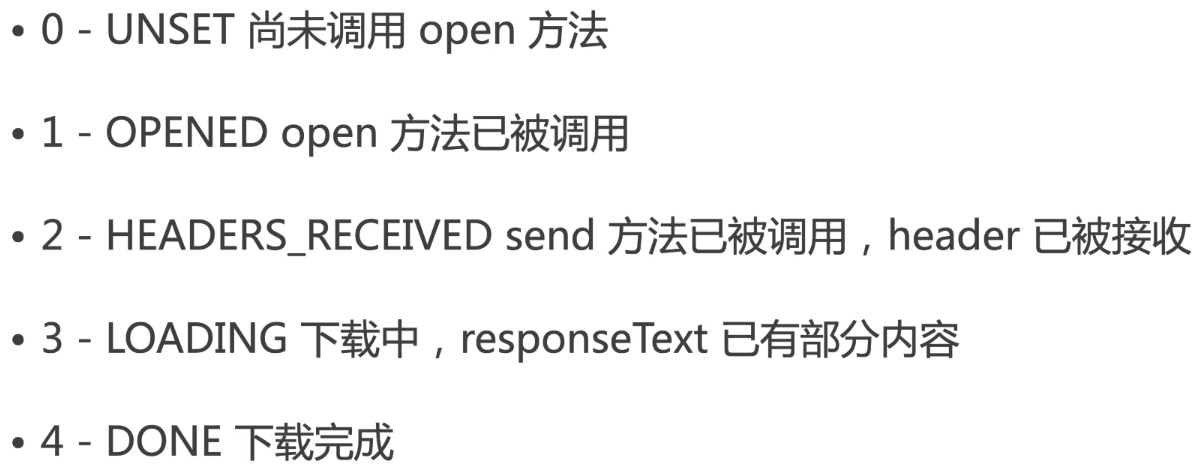 • 0 - UNSET 尚未调用 open 方法
• 1 - OPENED open 方法已被调用
• 2 - HEADERS_RECEIVED send 方法已被调用，header 已被接收
• 3 - LOADING 下载中，responseText 已有部分内容
• 4 - DONE 下载完成